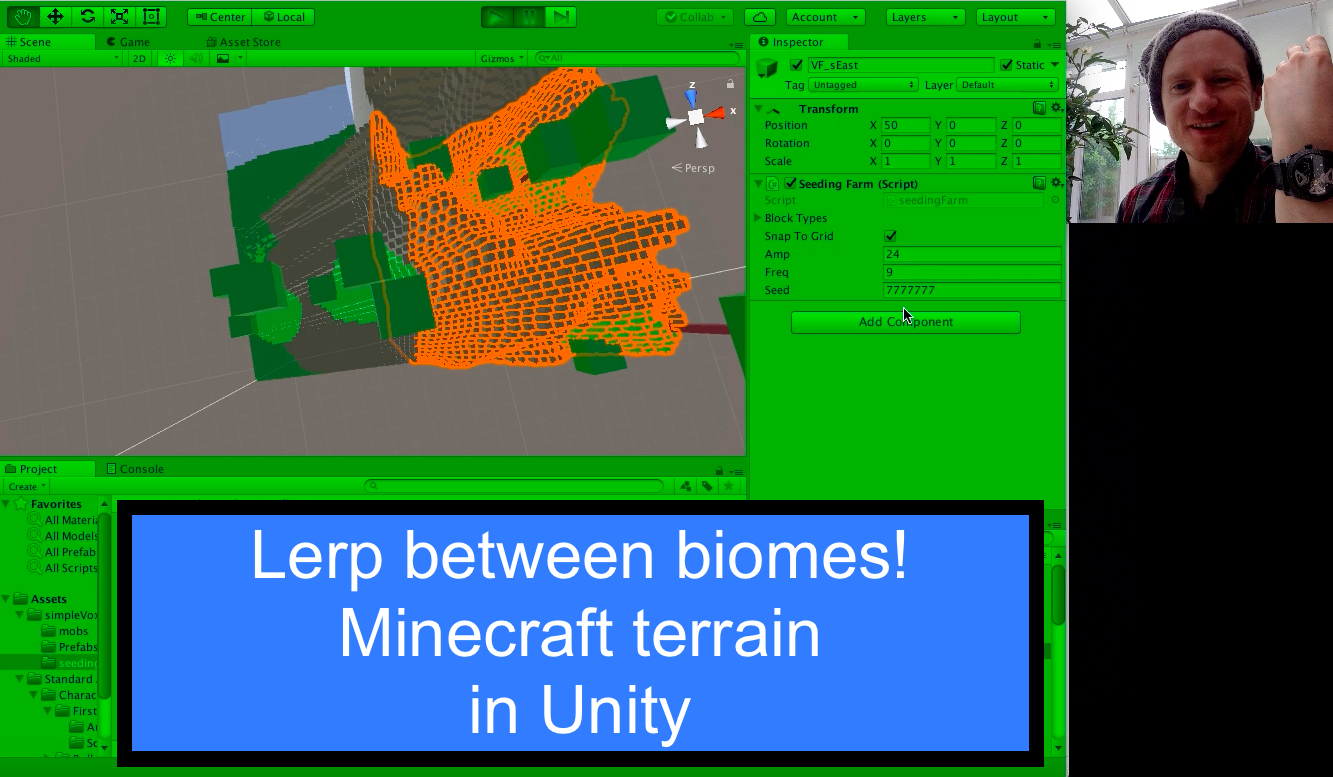 Center
Local
Collab
Account
Layers
Layout
Scene
Game
Asset Store
Inspector
Shaded
2D
Gizmos
All
VF_sEast
Static
Tag
Untagged
Layer
Default
Transform
Position X 50 Y 0 Z 0
Rotation X 0 Y 0 Z 0
Scale X 1 Y 1 Z 1
z
x
Persp
Seeding Farm (Script)
Script seedingFarm
Block Types
Snap To Grid
Amp 24
Freq 9
Seed 7777777
Add Component
Project
Console
Create
Favorites
All Materia
All Models
All Prefab
All Scripts
Assets
simpleVox
mobs
Prefabs
seeding
Standard
Charac
First
Lerp between biomes!
Minecraft terrain
in Unity